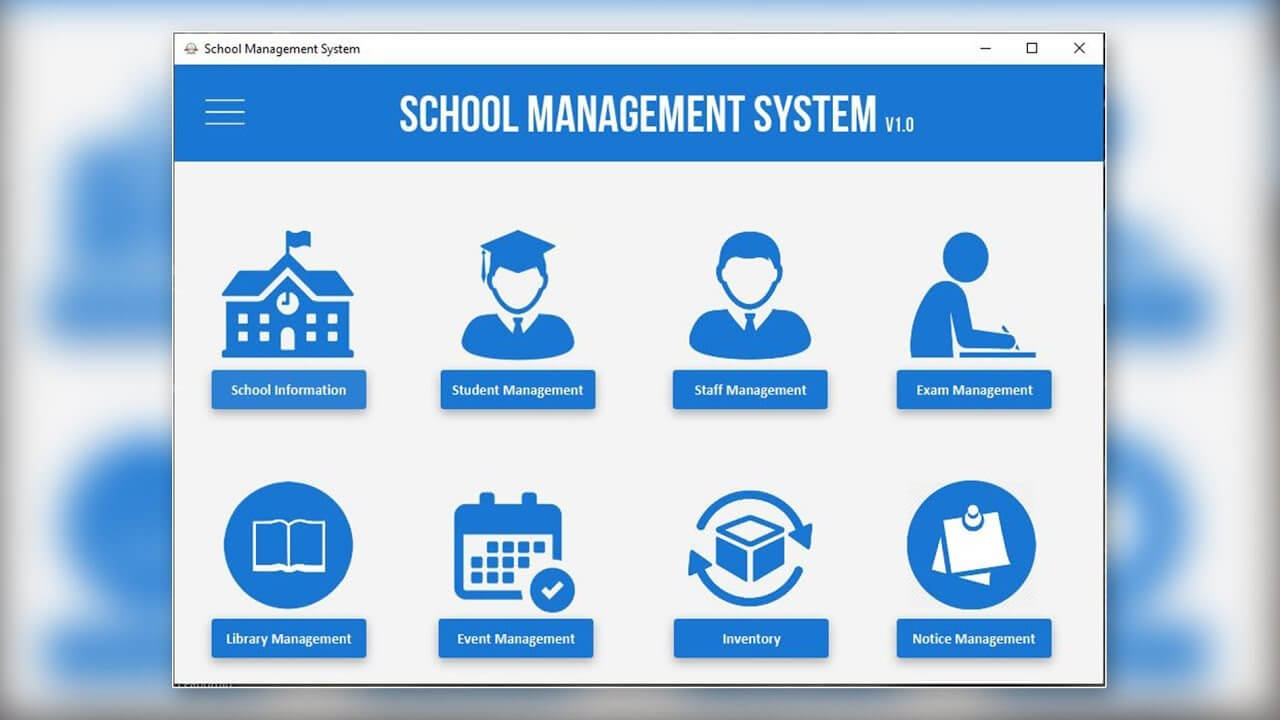 School Management System
SCHOOL MANAGEMENT SYSTEM V1.0
School Information
Student Management
Staff Management
Exam Management
Library Management
Event Management
Inventory
Notice Management